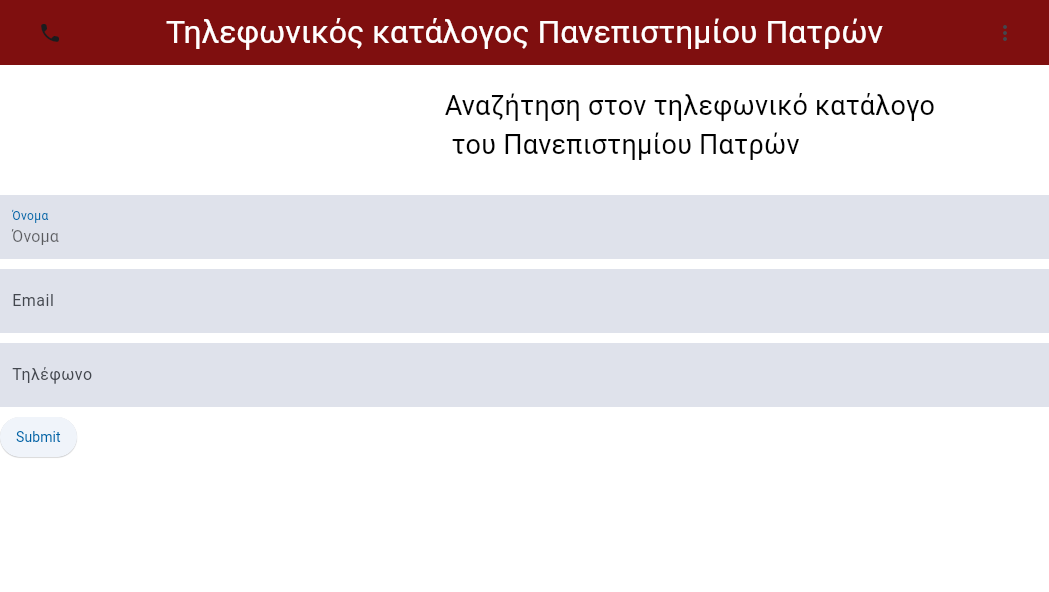 Τηλεφωνικός κατάλογος Πανεπιστημίου Πατρών
Αναζήτηση στον τηλεφωνικό κατάλογο
του Πανεπιστημίου Πατρών
Όνομα
Όνομα
Email
Τηλέφωνο
Submit